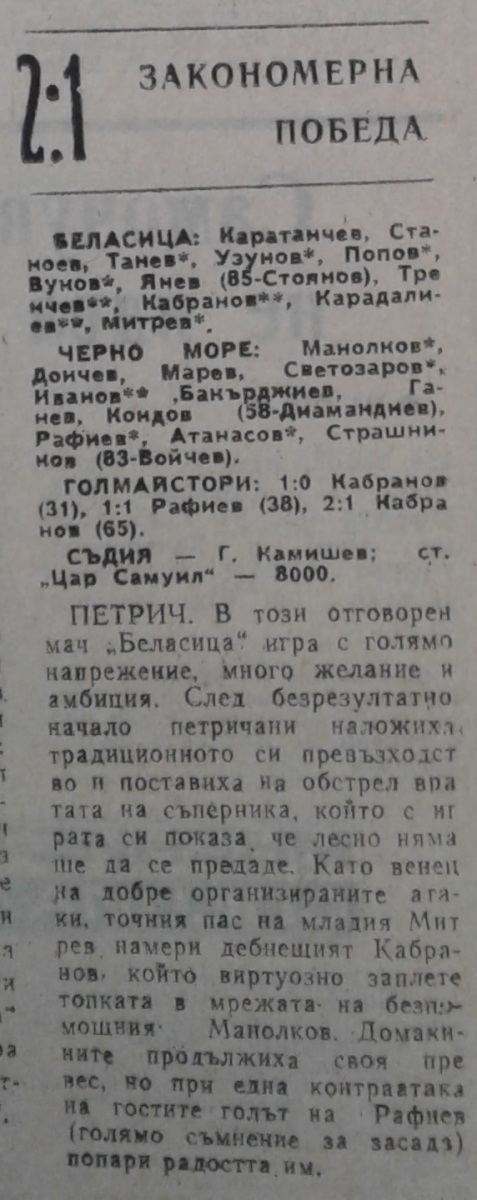 2:1
ЗАКОНОМЕРНА
ПОБЕДА
БЕЛАСИЦА: Каратанчев, Ста-
ноев, Танев*, Узунов*, Попов*,
Вунов*, Янев (85-Стоянов), Тре
нчев**, Кабранов**, Карадали-
ев**, Митрев*.
ЧЕРНО МОРЕ: Манолков*,
Дончев, Марев, Светозаров*,
Иванов** ,Бакърджиев, Га-
нев, Кондов (58-Диамандиев),
Рафиев*, Атанасов*, Страшни-
ков (83-Войчев).
ГОЛМАЙСТОРИ: 1:0 Кабранов
(31), 1:1 Рафиев (38), 2:1 Кабра
нов (65).
СЪДИЯ — Г. Камишев; ст.
„Цар Самуил“ — 8000.
ПЕТРИЧ. В този отговорен
мач „Беласица“ игра с голямо
напрежение, много желание и
амбиция. След безрезултатно
начало петричани наложиха
традиционното си превъзходст
во и поставиха на обстрел вра
тата на съперника, който с иг
рата си показа, че лесно няма
ше да се предаде. Като венец
на добре организираните ата-
ки, точния пас на младия Мит
рев намери дебнещият Кабра-
нов, който виртуозно заплете
топката в мрежата на безпо-
мощния Манолков. Домаки-
ните продължиха своя пре
вес, но при една контраатака
на гостите голът на Рафиев
(голямо съмнение за засада)
попари радостта им.